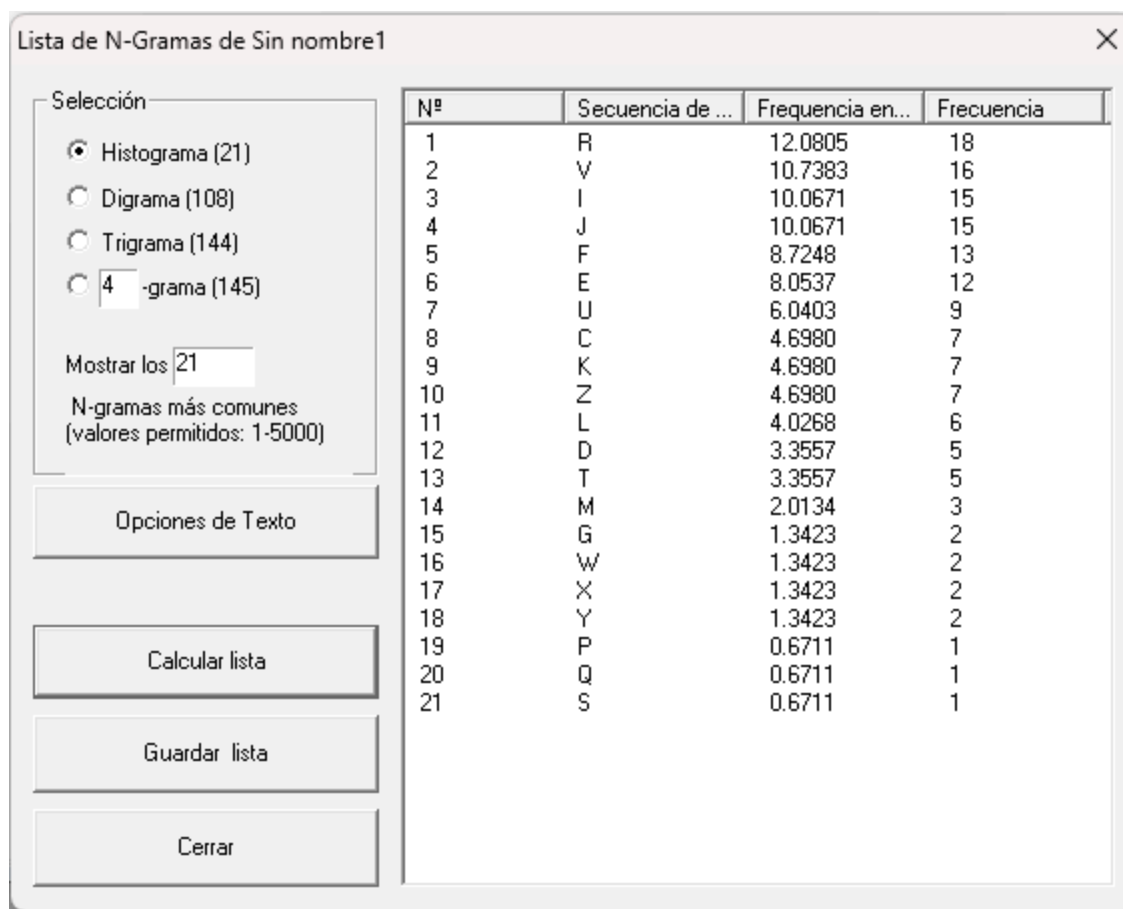 Lista de N-Gramas de Sin nombre1
Selección
Histograma (21)
Digrama (108)
Trigrama (144)
4 -grama (145)
Mostrar los 21
N-gramas más comunes
(valores permitidos: 1-5000)
Opciones de Texto
Calcular lista
Guardar lista
Cerrar
Nº Secuencia de ... Frequencia en... Frecuencia
1 R 12.0805 18
2 V 10.7383 16
3 I 10.0671 15
4 J 10.0671 15
5 F 8.7248 13
6 E 8.0537 12
7 U 6.0403 9
8 C 4.6980 7
9 K 4.6980 7
10 Z 4.6980 7
11 L 4.0268 6
12 D 3.3557 5
13 T 3.3557 5
14 M 2.0134 3
15 G 1.3423 2
16 W 1.3423 2
17 X 1.3423 2
18 Y 1.3423 2
19 P 0.6711 1
20 Q 0.6711 1
21 S 0.6711 1